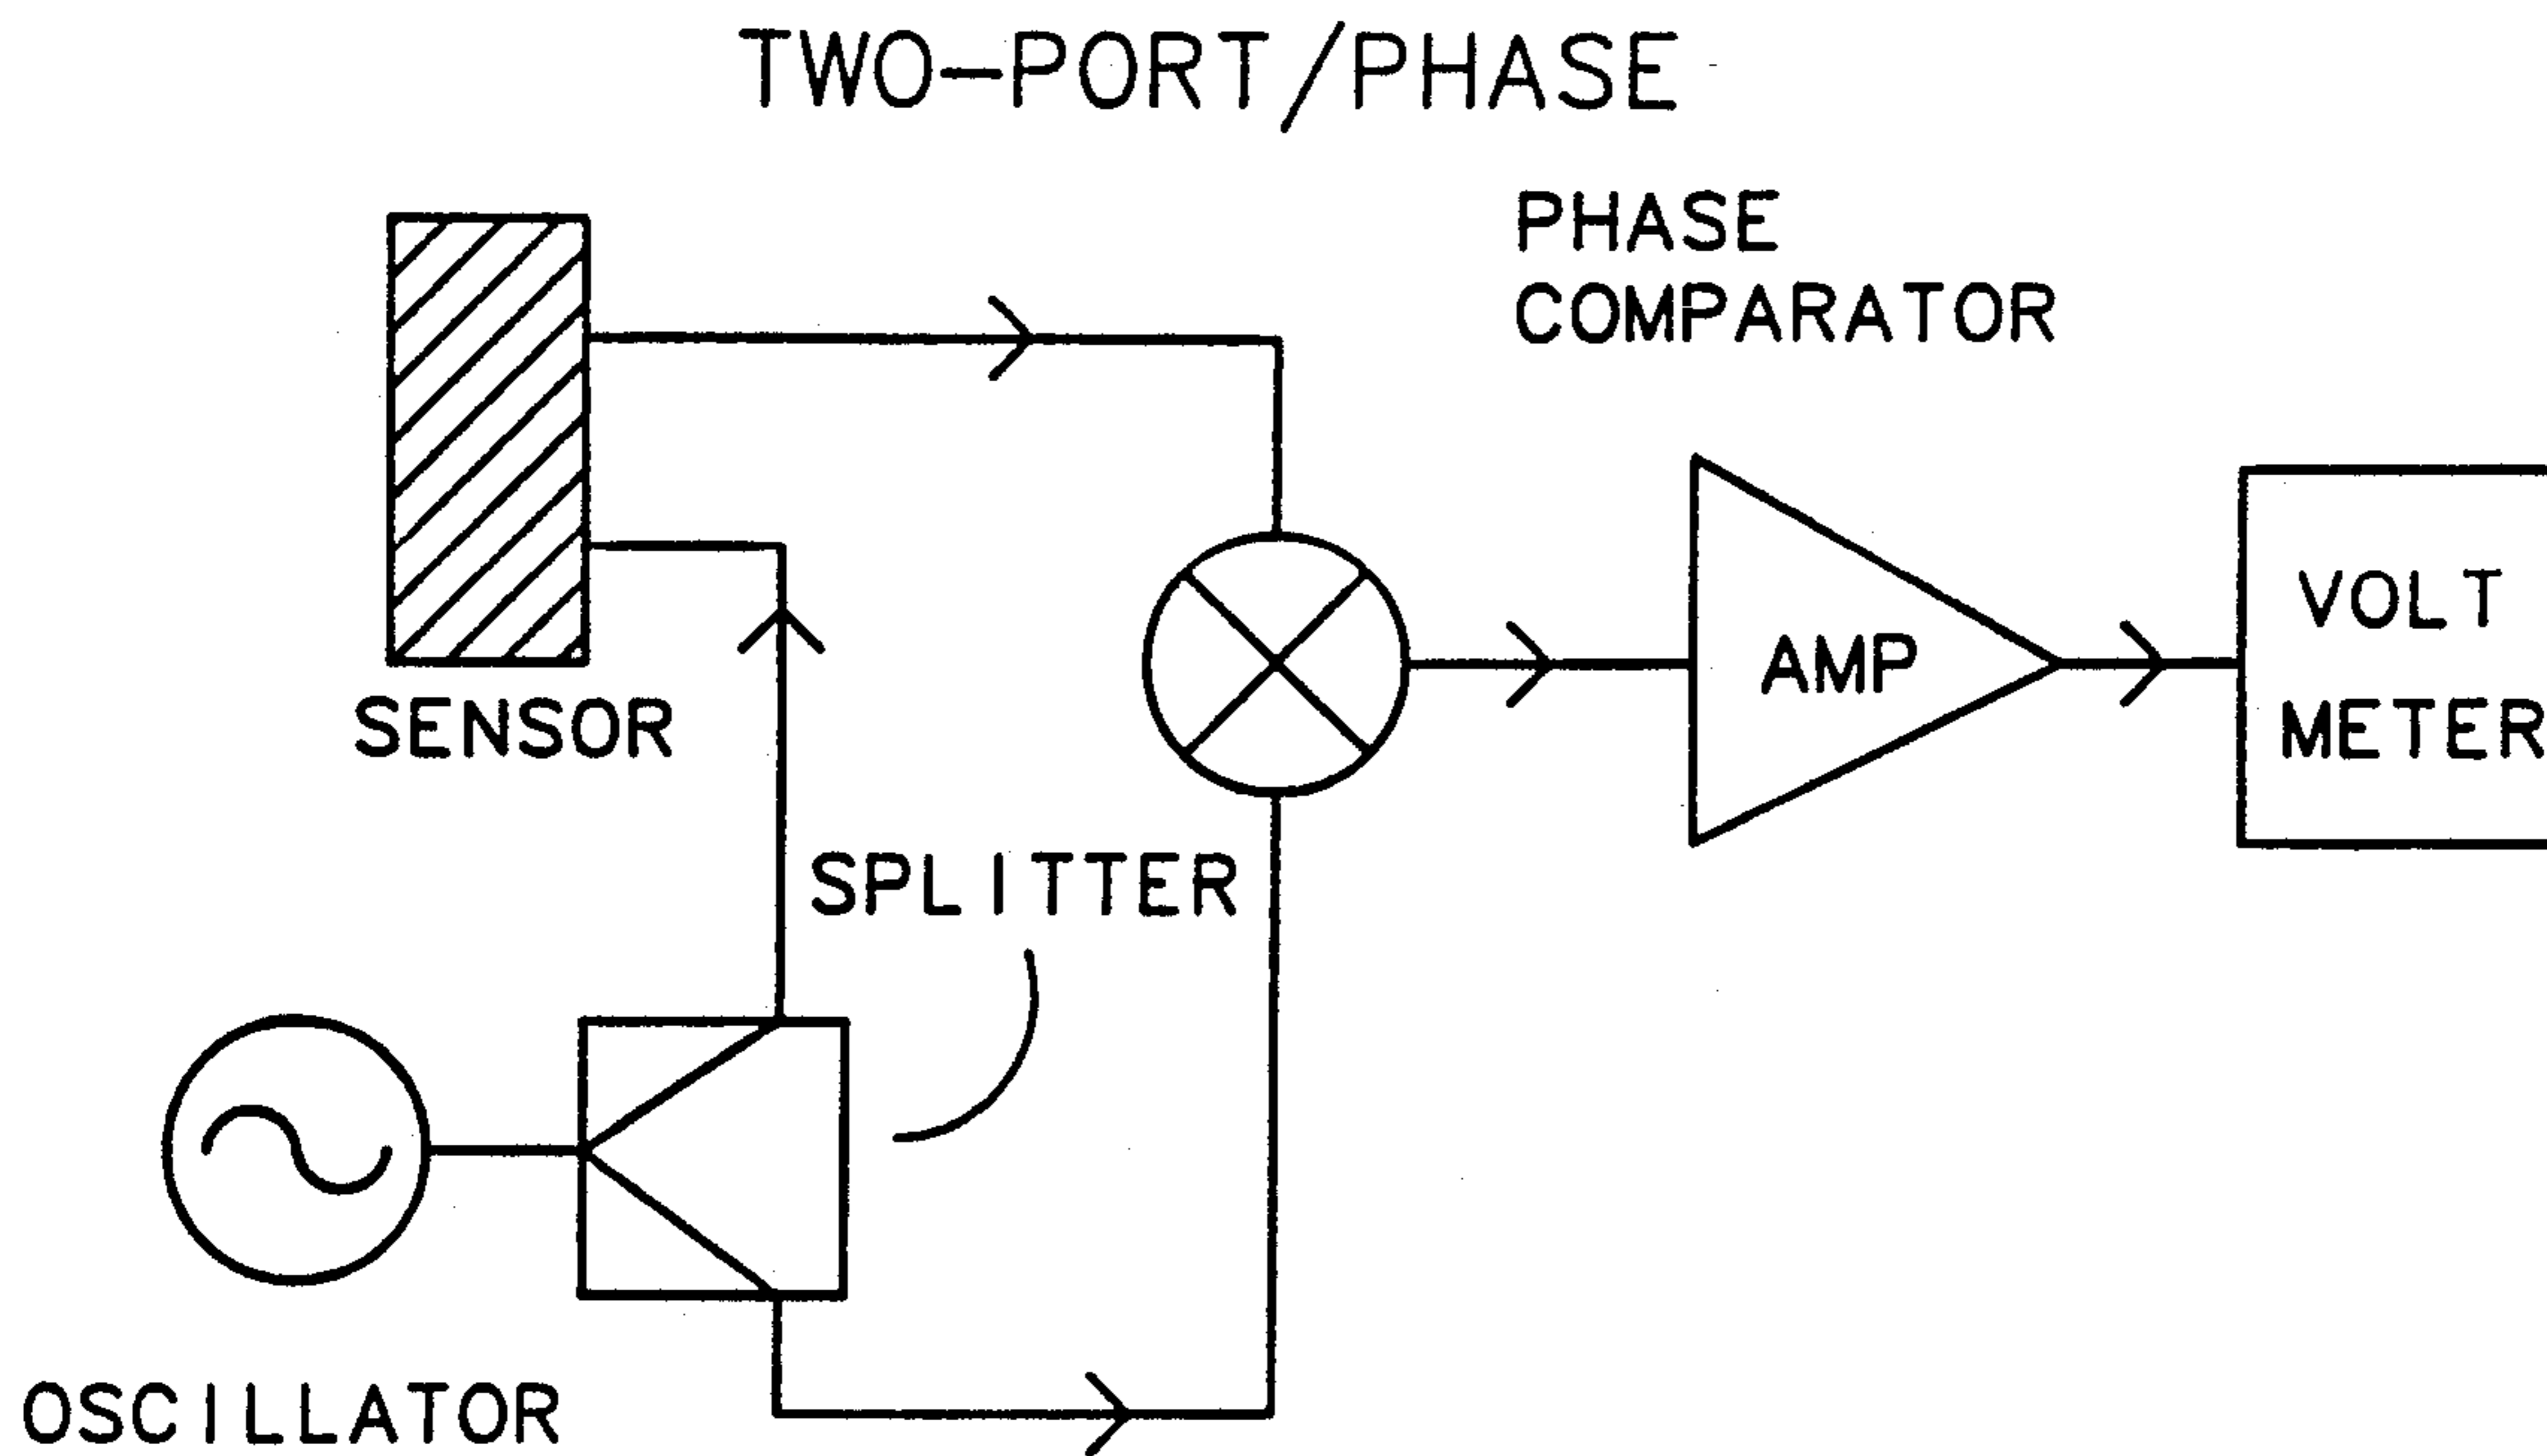 TWO-PORT/PHASE
PHASE
COMPARATOR
SENSOR
AMP
VOLT
METER
SPLITTER
OSCILLATOR